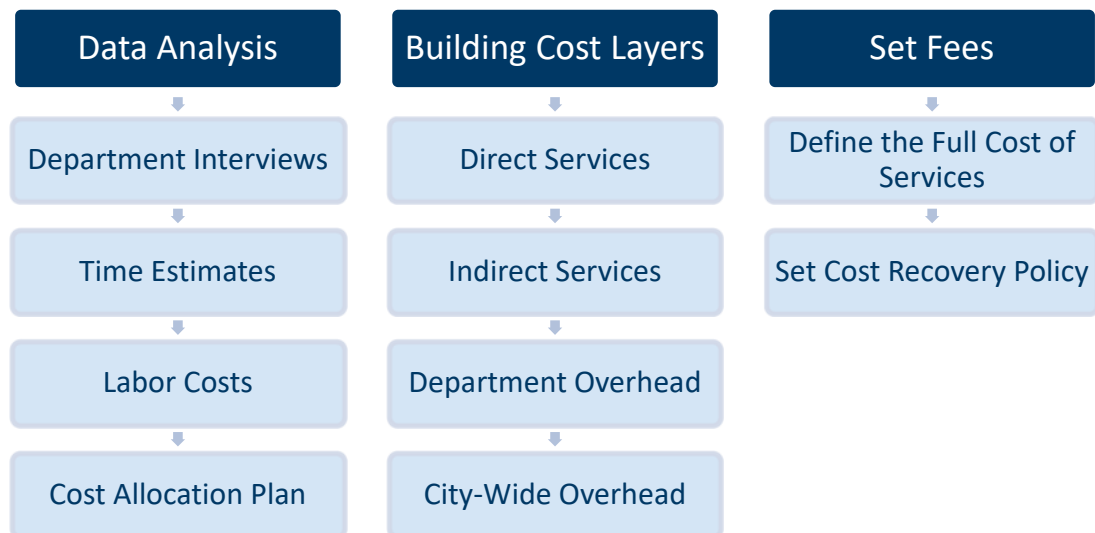 Data Analysis
Department Interviews
Time Estimates
Labor Costs
Cost Allocation Plan
Building Cost Layers
Direct Services
Indirect Services
Department Overhead
City-Wide Overhead
Set Fees
Define the Full Cost of
Services
Set Cost Recovery Policy